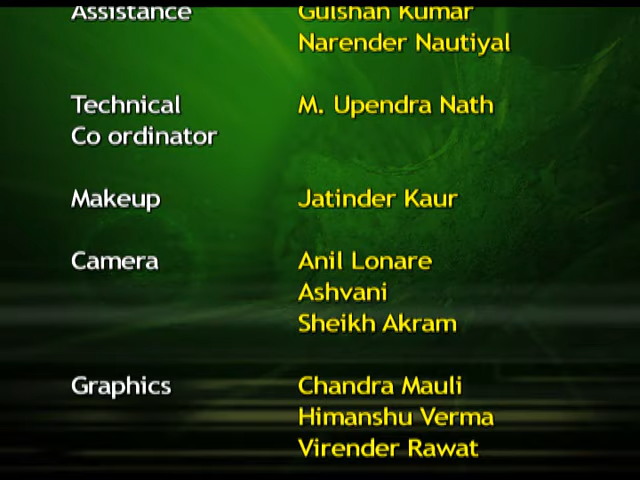 Assistance Gulshan Kumar
Narender Nautiyal
Technical M. Upendra Nath
Co ordinator
Makeup Jatinder Kaur
Camera Anil Lonare
Ashvani
Sheikh Akram
Graphics Chandra Mauli
Himanshu Verma
Virender Rawat